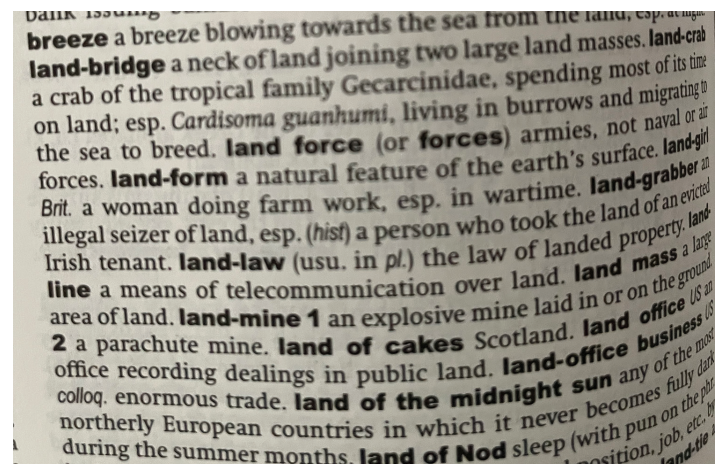 bank issuing
breeze a breeze blowing towards the sea from the land, esp. at night.
land-bridge a neck of land joining two large land masses. land-crab
a crab of the tropical family Gecarcinidae, spending most of its time
on land; esp. Cardisoma guanhumi, living in burrows and migrating to
the sea to breed. land force (or forces) armies, not naval or air
forces. land-form a natural feature of the earth's surface. land-girl
Brit. a woman doing farm work, esp. in wartime. land-grabber an
illegal seizer of land, esp. (hist) a person who took the land of an evicted
Irish tenant. land-law (usu. in pl.) the law of landed property. land-
line a means of telecommunication over land. land mass a large
area of land. land-mine 1 an explosive mine laid in or on the ground.
2 a parachute mine. land of cakes Scotland. land office US an
office recording dealings in public land. land-office business US
colloq. enormous trade. land of the midnight sun any of the most
northerly European countries in which it never becomes fully dark
during the summer months. land of Nod sleep (with pun on the phr.
position, job, etc., by
land-tie